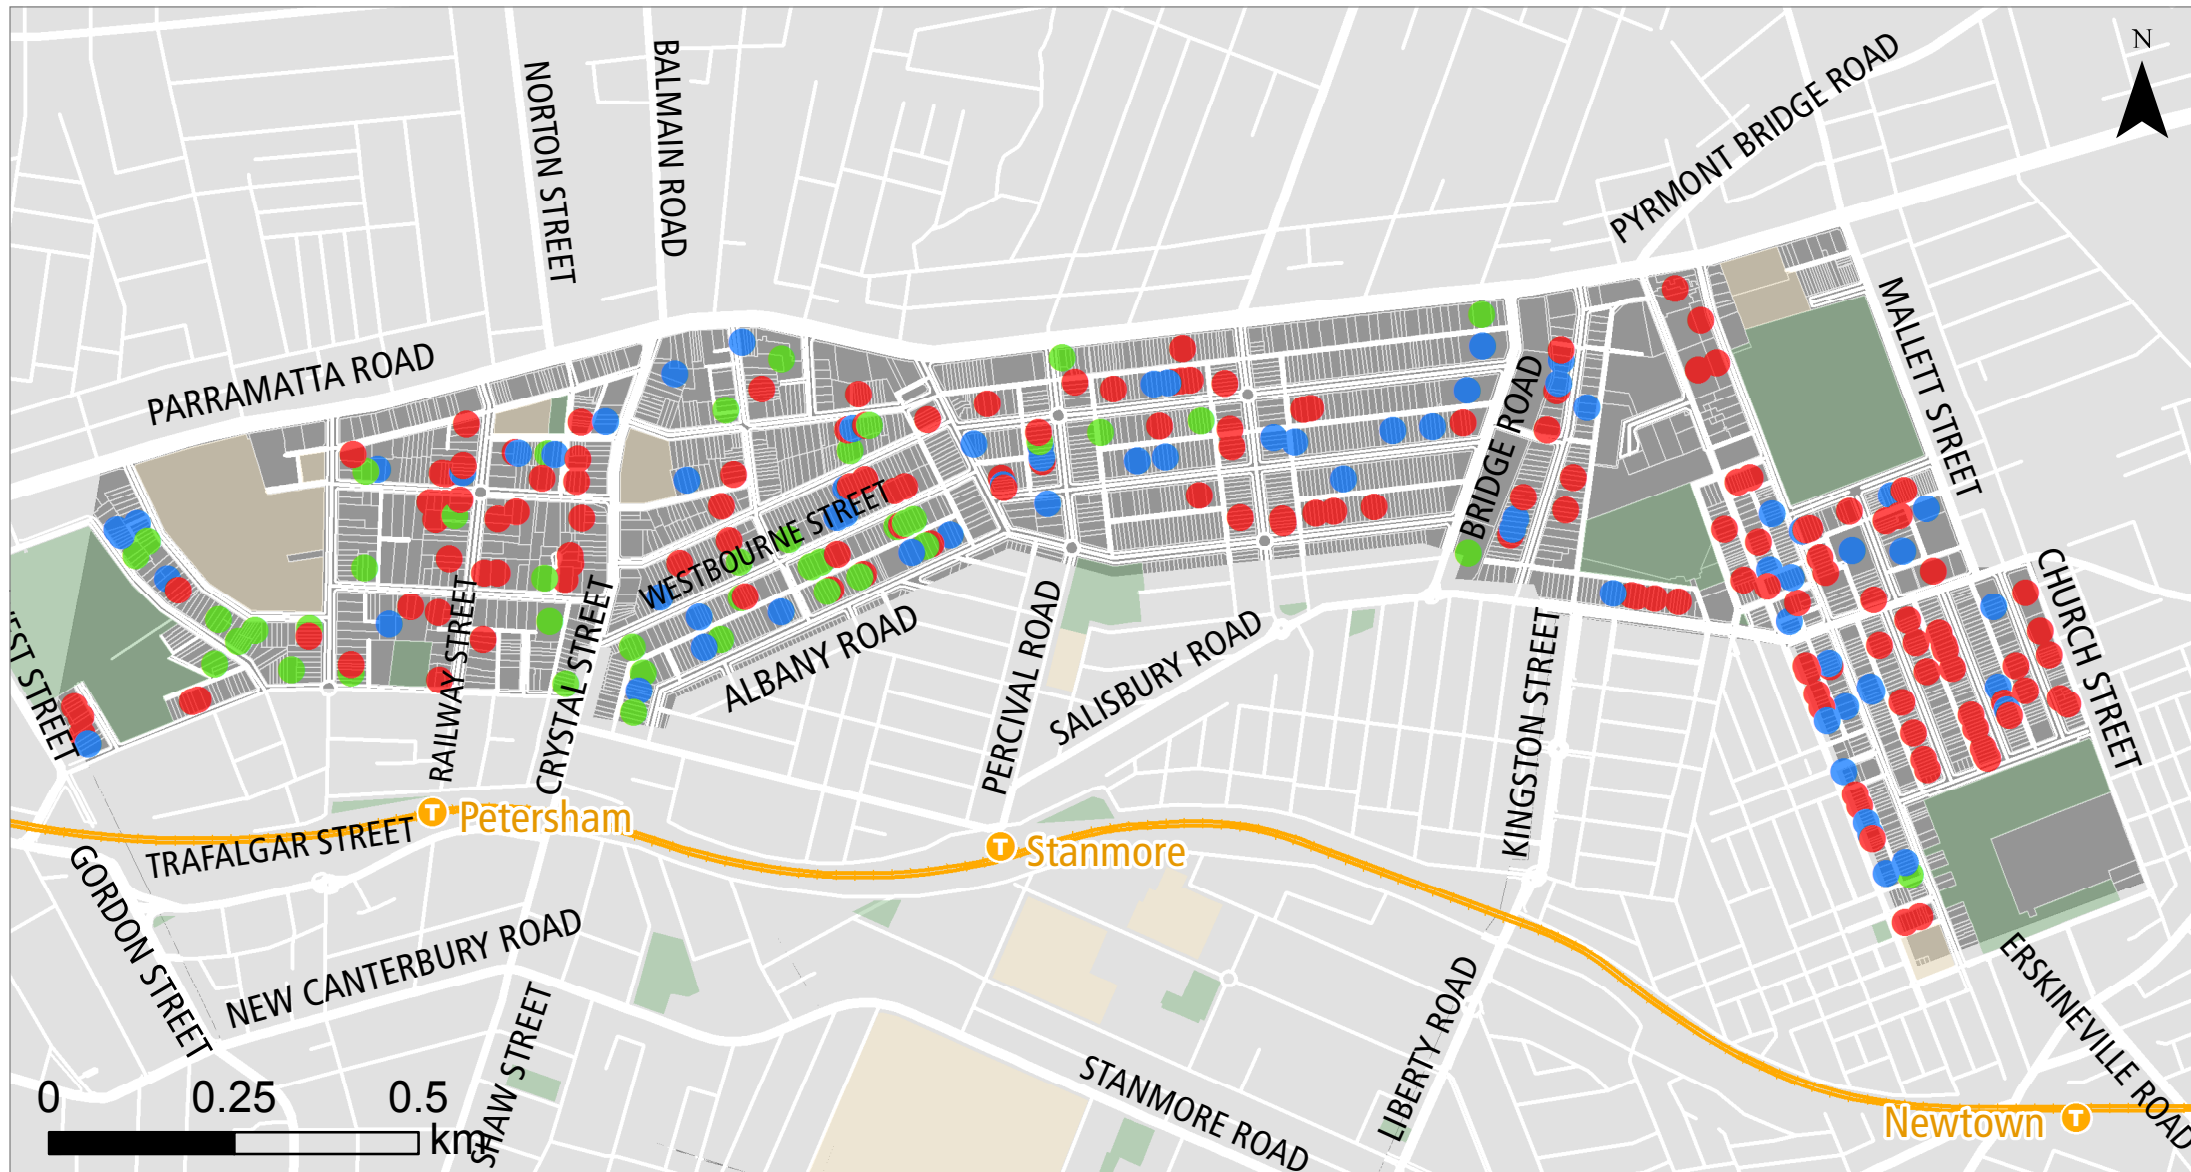 N
NORTON STREET
BALMAIN ROAD
PYRMONT BRIDGE ROAD
PARRAMATTA ROAD
MALLETT STREET
BRIDGE ROAD
WESTBOURNE STREET
CHURCH STREET
RAILWAY STREET
CRYSTAL STREET
ALBANY ROAD
PERCIVAL ROAD
SALISBURY ROAD
KINGSTON STREET
EST STREET
T Petersham
T Stanmore
TRAFALGAR STREET
GORDON STREET
NEW CANTERBURY ROAD
ERSKINEVILLE ROAD
SHAW STREET
LIBERTY ROAD
STANMORE ROAD
Newtown T
0 0.25 0.5
km